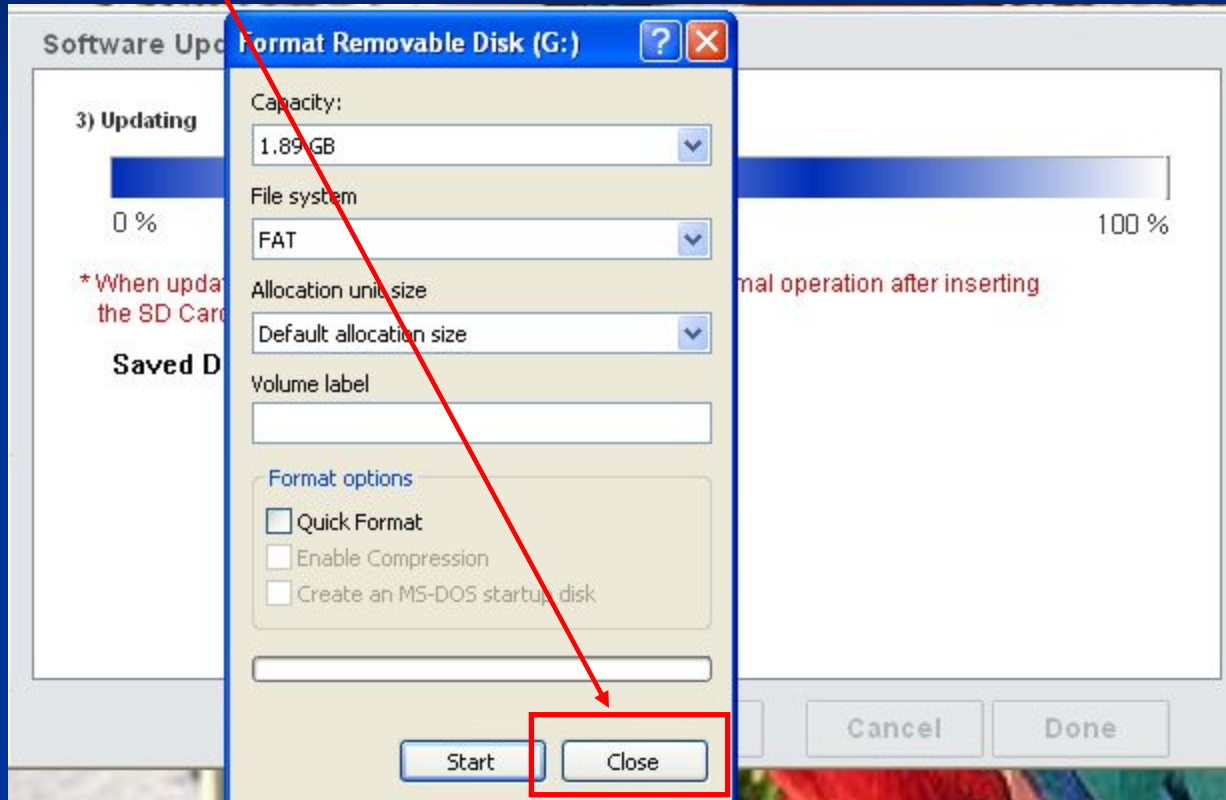 Software Upd
Format Removable Disk (G:)
Capacity:
3) Updating
1.89 GB
File system
0 %
100 %
FAT
* When updat
mal operation after inserting
Allocation unit size
the SD Card
Default allocation size
Saved D
Volume label
Format options
Quick Format
Enable Compression
Create an MS-DOS startup disk
Start
Close
Cancel
Done